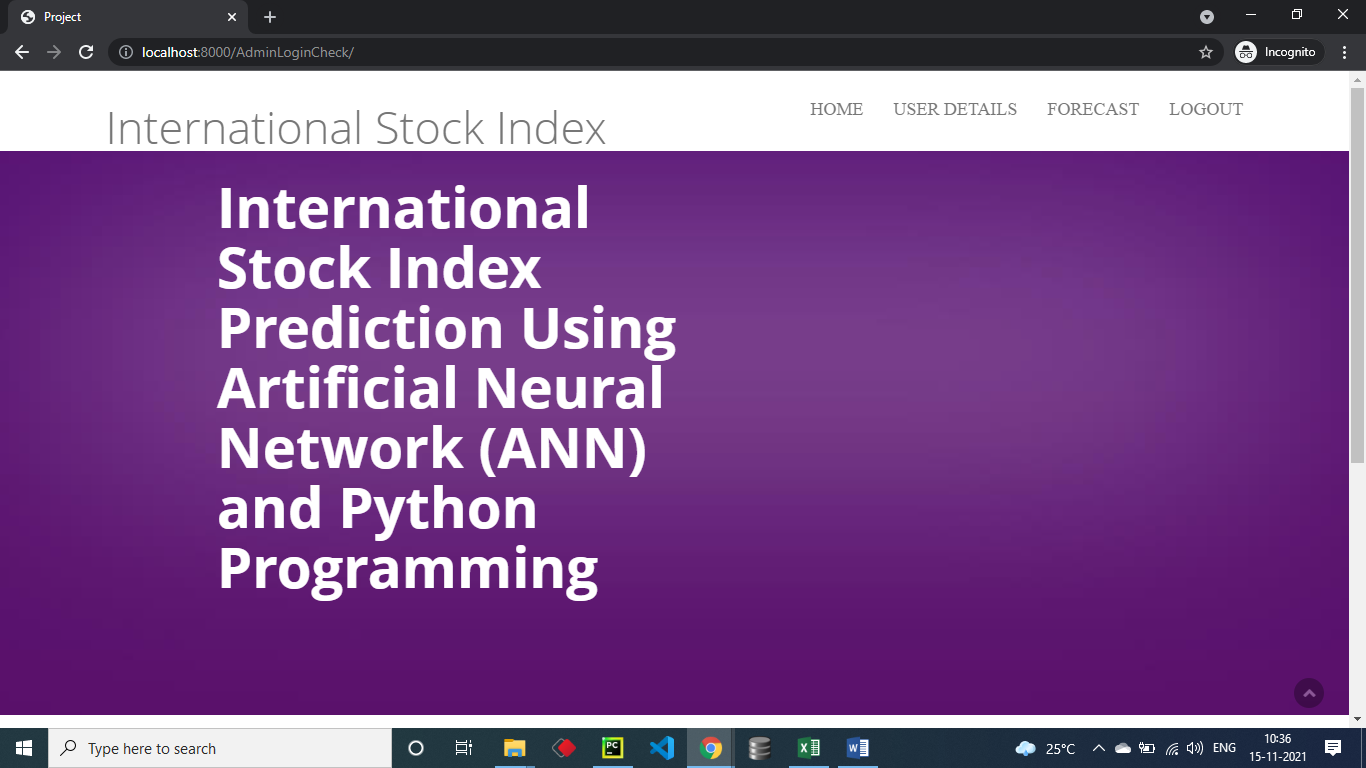 Project
localhost:8000/AdminLoginCheck/
Incognito
International Stock Index
HOME
USER DETAILS
FORECAST
LOGOUT
International
Stock Index
Prediction Using
Artificial Neural
Network (ANN)
and Python
Programming
Type here to search
PC
25°C
ENG
10:36
15-11-2021